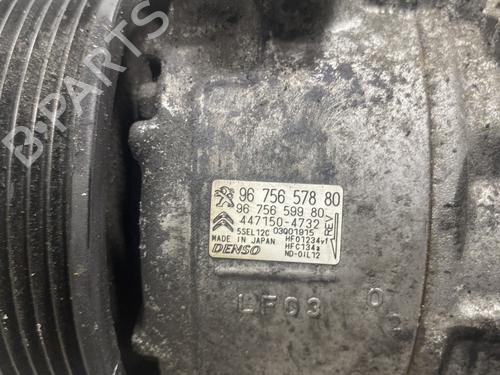 B-PARTS
96 756 578 80
96 756 599 80
447150-4732
5SEL12C 03001915
MADE IN JAPAN HFO1234yf
DENSO HFC134a
ND-OIL12
REV
LF03